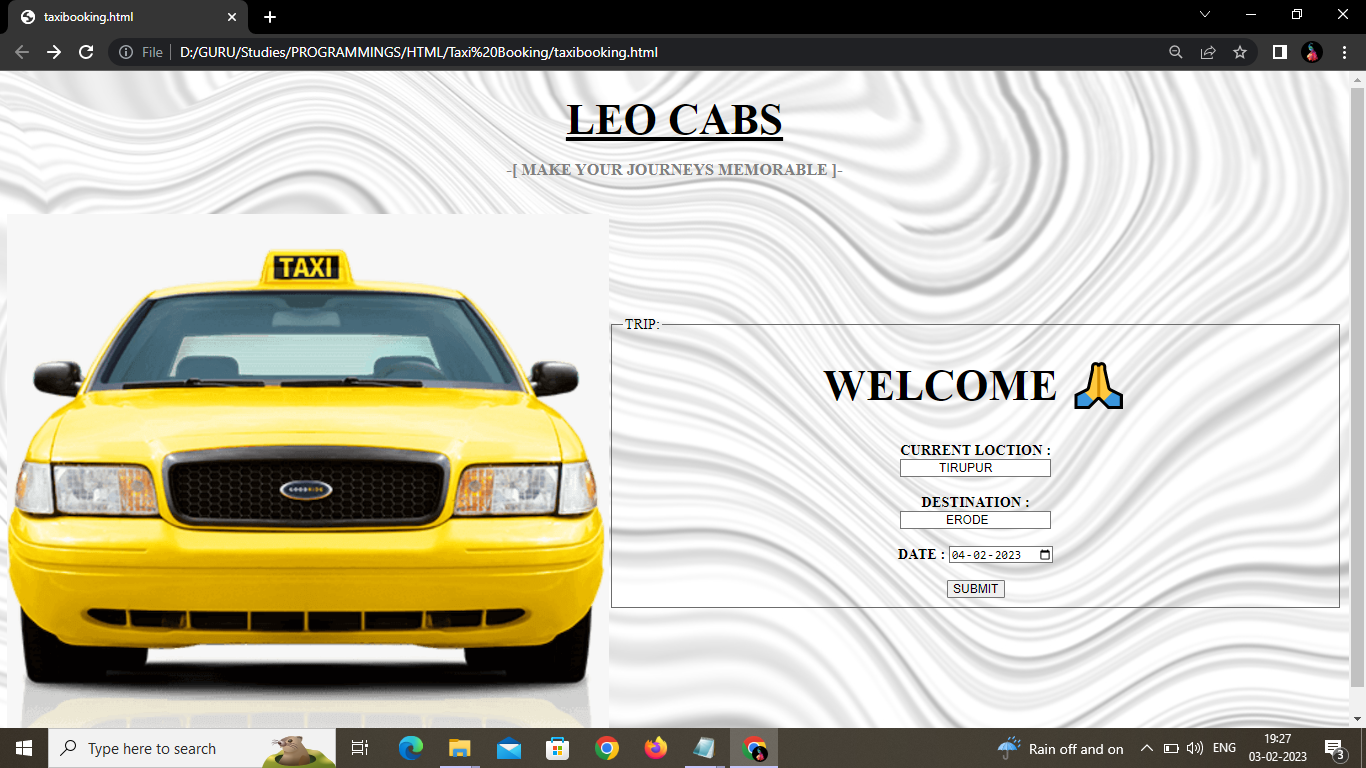 taxibooking.html
File D:/GURU/Studies/PROGRAMMINGS/HTML/Taxi%20Booking/taxibooking.html
LEO CABS
-[ MAKE YOUR JOURNEYS MEMORABLE ]-
TAXI
TRIP:
WELCOME
CURRENT LOCTION :
TIRUPUR
DESTINATION :
ERODE
DATE : 04-02-2023
SUBMIT
Type here to search
Rain off and on
ENG
19:27
03-02-2023
3